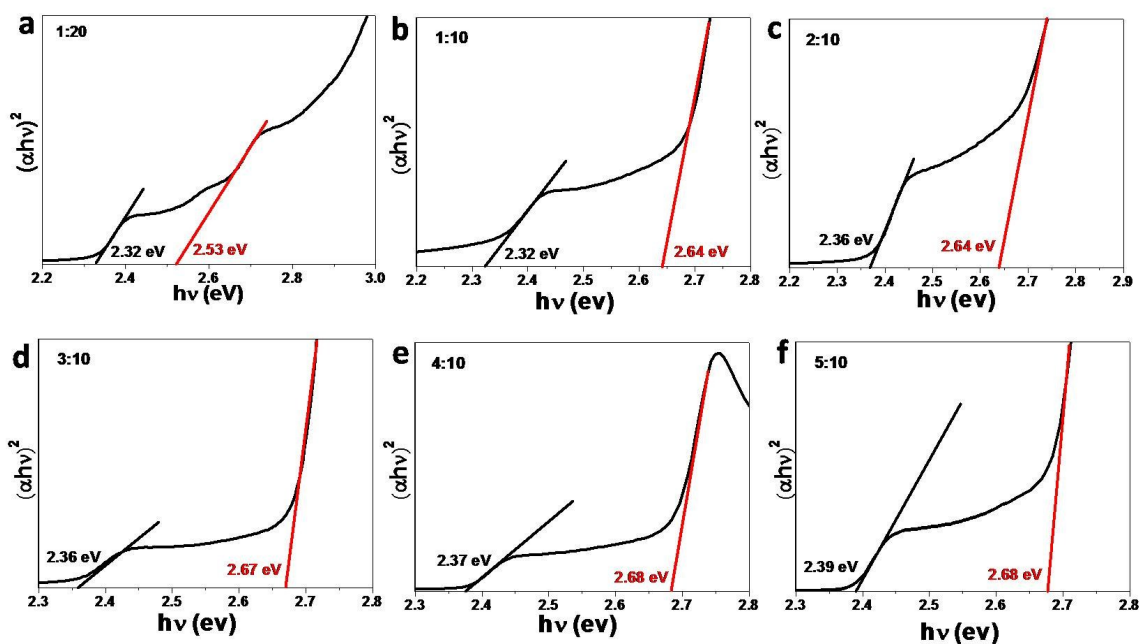 a
1:20
(αhν)²
2.32 eV
2.53 eV
2.2 2.4 2.6 2.8 3.0
hν (eV)
b
1:10
(αhν)²
2.32 eV
2.64 eV
2.2 2.3 2.4 2.5 2.6 2.7 2.8
hν (ev)
c
2:10
(αhν)²
2.36 eV
2.64 eV
2.2 2.3 2.4 2.5 2.6 2.7 2.8 2.9
hν (ev)
d
3:10
(αhν)²
2.36 eV
2.67 eV
2.3 2.4 2.5 2.6 2.7 2.8
hν (ev)
e
4:10
(αhν)²
2.37 eV
2.68 eV
2.3 2.4 2.5 2.6 2.7 2.8
hν (ev)
f
5:10
(αhν)²
2.39 eV
2.68 eV
2.3 2.4 2.5 2.6 2.7 2.8
hν (ev)